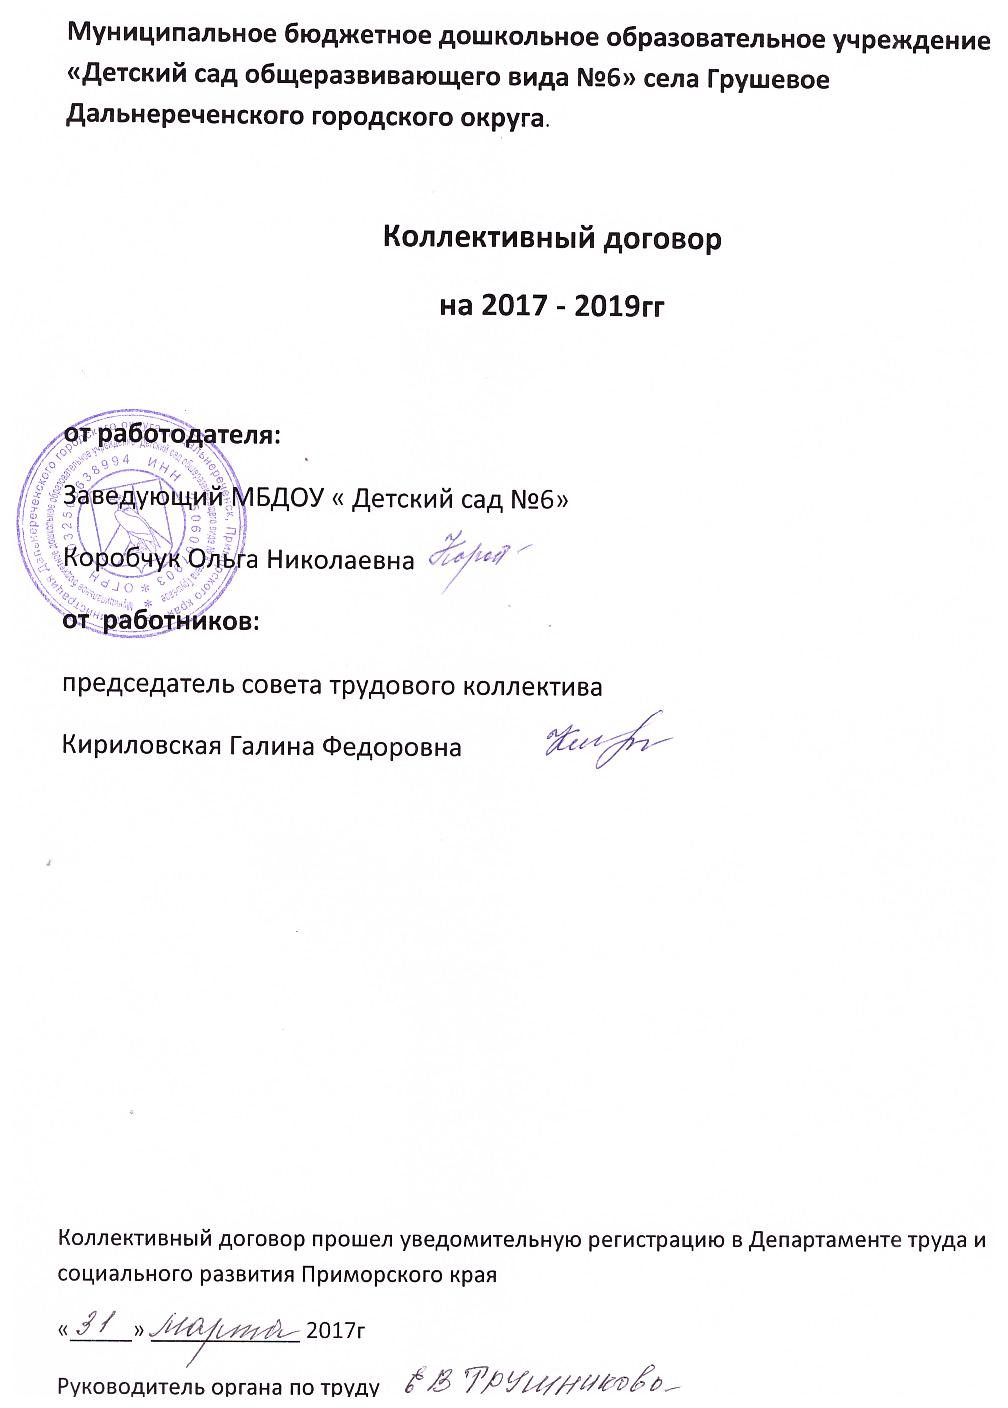 Муниципальное бюджетное дошкольное образовательное учреждение
«Детский сад общеразвивающего вида №6» села Грушевое
Дальнереченского городского округа.
Коллективный договор
на 2017 - 2019гг
от работодателя:
Заведующий МБДОУ « Детский сад №6»
Коробчук Ольга Николаевна
от работников:
председатель совета трудового коллектива
Кириловская Галина Федоровна
Коллективный договор прошел уведомительную регистрацию в Департаменте труда и
социального развития Приморского края
«31» марта 2017г
Руководитель органа по труду ЕВ Трушникова